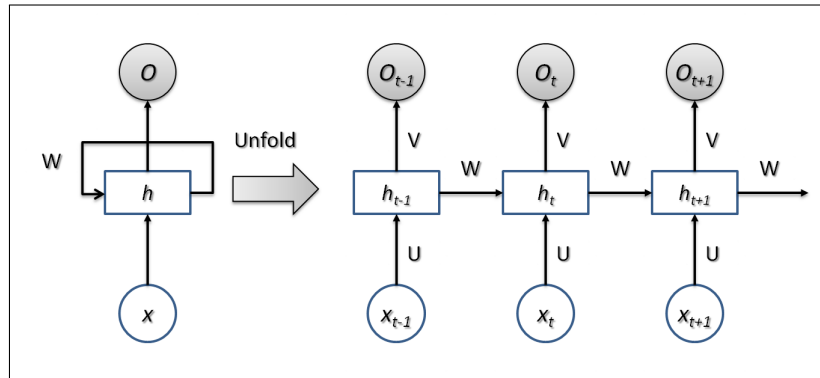 O O_{t-1} O_t O_{t+1}
W Unfold V V V
W W W
h h_{t-1} h_t h_{t+1}
U U U
x x_{t-1} x_t x_{t+1}